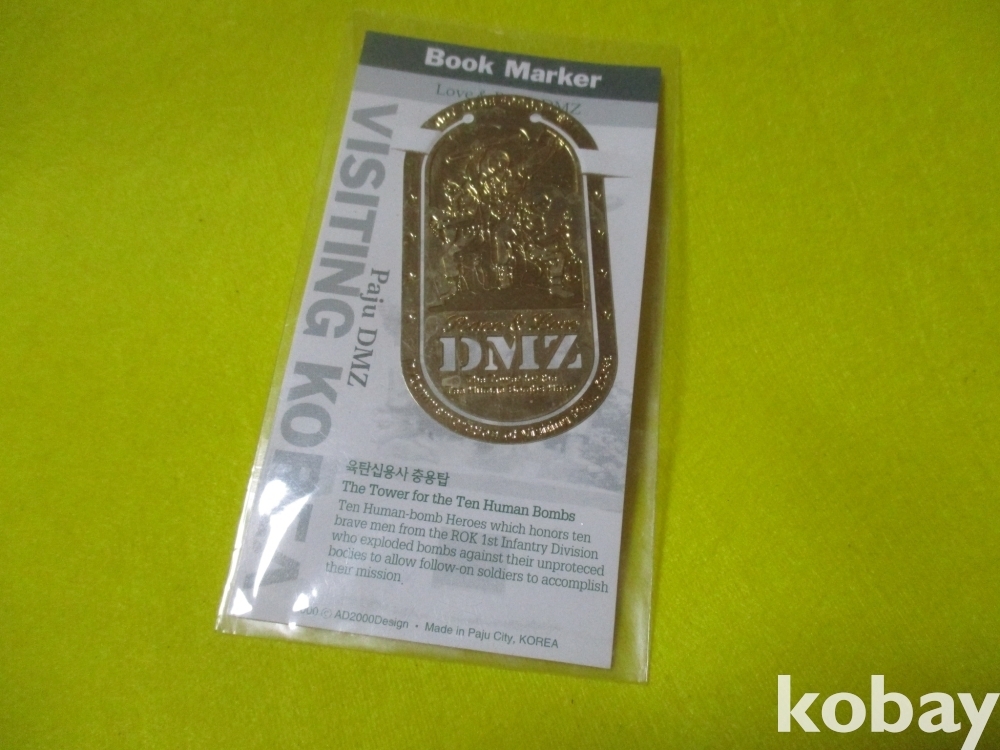 Book Marker
Love &
DMZ
VISITING KOREA
Paju DMZ
DMZ
육탄십용사 충용탑
The Tower for the Ten Human Bombs
Ten Human-bomb Heroes which honors ten
brave men from the ROK 1st Infantry Division
who exploded bombs against their unproteced
bodies to allow follow-on soldiers to accomplish
their mission.
AD2000Design • Made in Paju City, KOREA
kobay